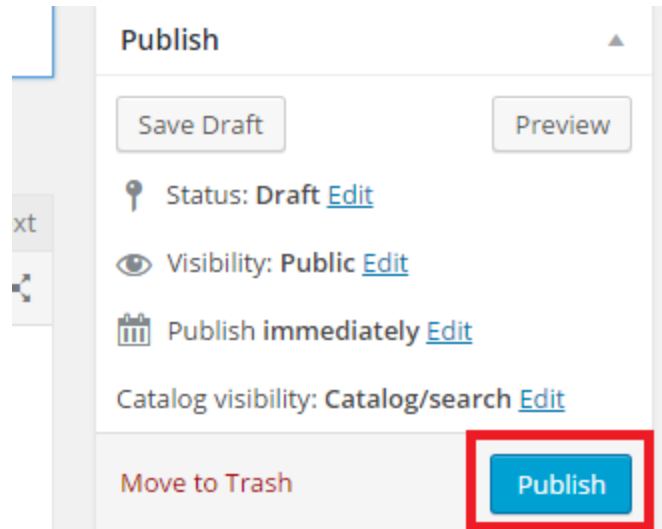 Publish
Save Draft Preview
Status: Draft Edit
xt
Visibility: Public Edit
Publish immediately Edit
Catalog visibility: Catalog/search Edit
Move to Trash Publish